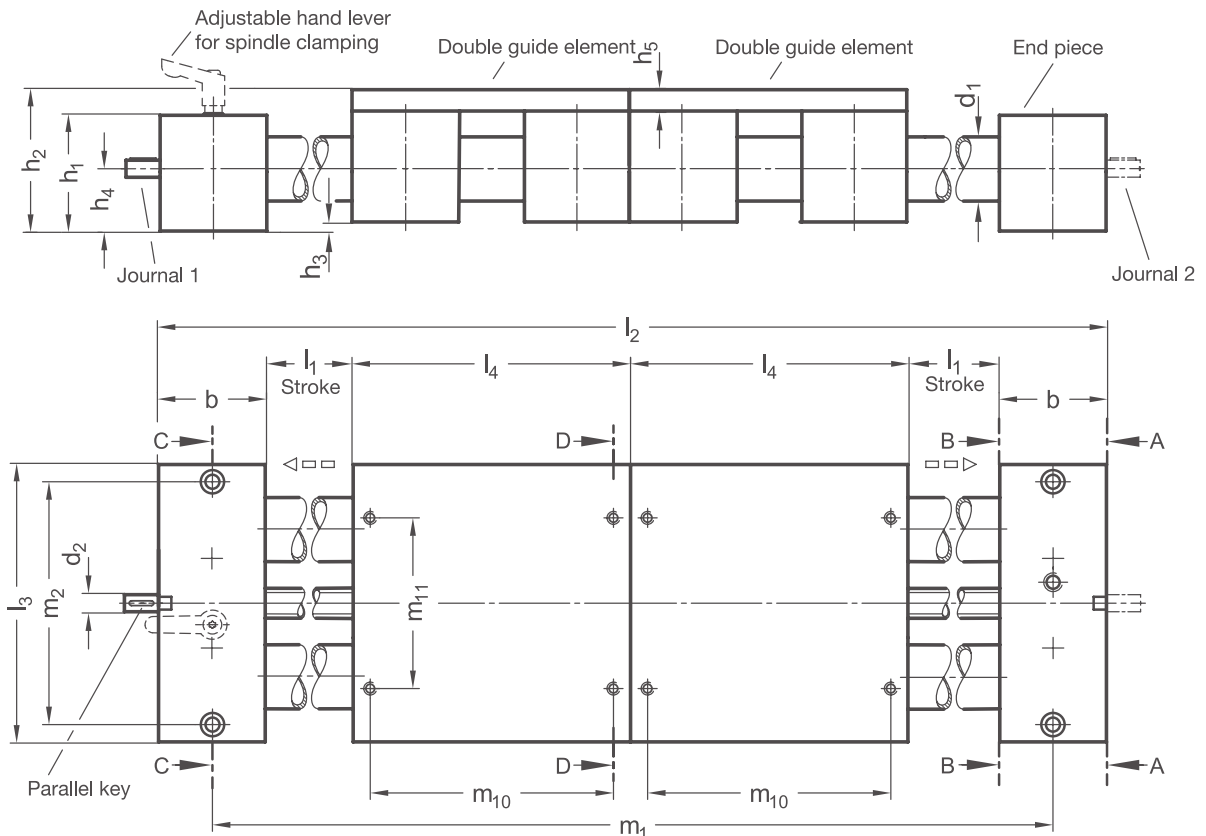 Adjustable hand lever
for spindle clamping
Double guide element
h5
Double guide element
End piece
d1
h2
h1
h4
h3
Journal 1
Journal 2
l2
l1
Stroke
l4
l4
l1
Stroke
b
b
C
D
B
A
l3
m2
d2
m11
Parallel key
C
D
B
A
m10
m10
m1